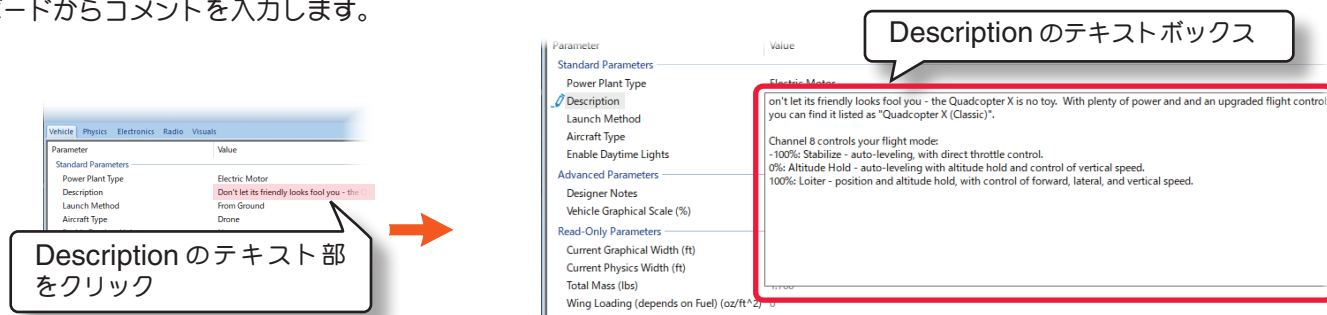 ードからコメントを入力します。
Vehicle Physics Electronics Radio Visuals
Parameter Value
Standard Parameters
Power Plant Type Electric Motor
Description Don't let its friendly looks fool you - the
Launch Method From Ground
Aircraft Type Drone
Description のテキスト部
をクリック
Description のテキストボックス
Parameter Value
Standard Parameters
Power Plant Type Electric Motor
Description
Launch Method
Aircraft Type
Enable Daytime Lights
Advanced Parameters
Designer Notes
Vehicle Graphical Scale (%)
Read-Only Parameters
Current Graphical Width (ft)
Current Physics Width (ft)
Total Mass (lbs)
Wing Loading (depends on Fuel) (oz/ft^2) 0
on't let its friendly looks fool you - the Quadcopter X is no toy. With plenty of power and and an upgraded flight control
you can find it listed as "Quadcopter X (Classic)".
Channel 8 controls your flight mode:
-100%: Stabilize - auto-leveling, with direct throttle control.
0%: Altitude Hold - auto-leveling with altitude hold and control of vertical speed.
100%: Loiter - position and altitude hold, with control of forward, lateral, and vertical speed.